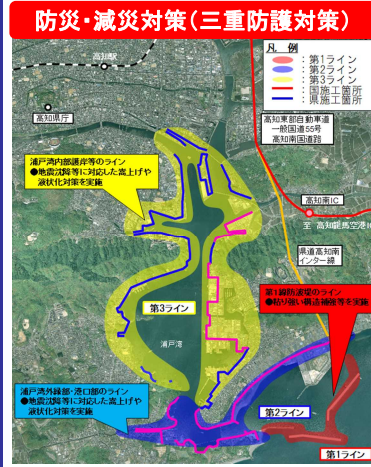 防災・減災対策(三重防護対策)
凡 例
: 第1ライン
: 第2ライン
: 第3ライン
: 国施工箇所
: 県施工箇所
高知駅
高知県庁
高知東部自動車道
一般国道55号
高知南国道路
浦戸湾内部護岸等のライン
●地震沈降等に対応した嵩上げや
液状化対策を実施
高知南IC
至 高知龍馬空港IC
県道高知南
インター線
第1線防波堤のライン
●粘り強い構造補強等を実施
第3ライン
浦戸湾
浦戸湾外縁部・港口部のライン
●地震沈降等に対応した嵩上げや
液状化対策を実施
第2ライン
第1ライン